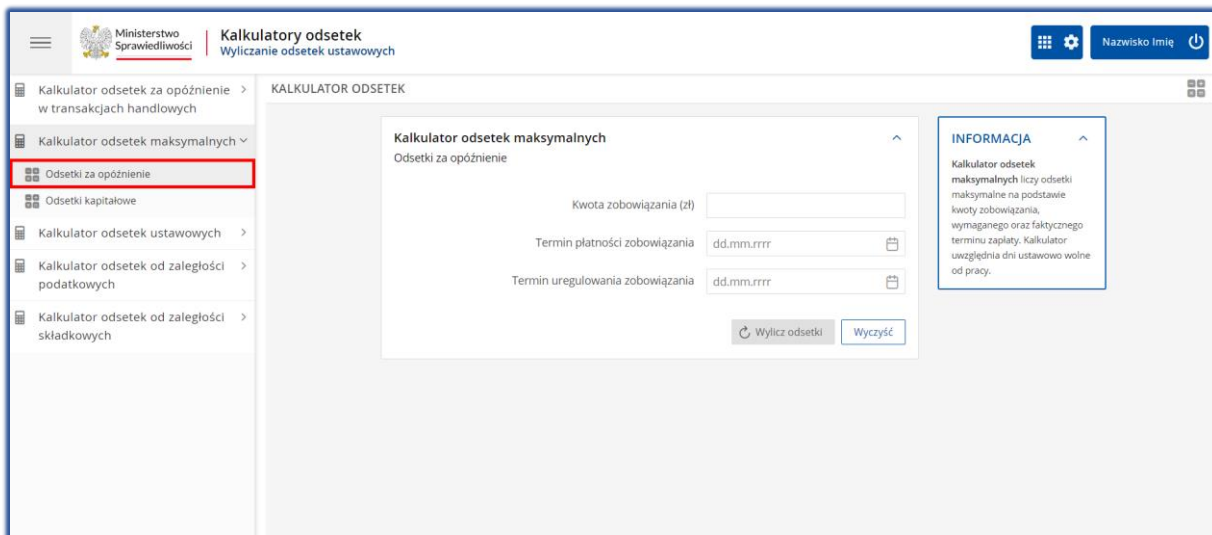 Ministerstwo
Sprawiedliwości
Kalkulatory odsetek
Wyliczanie odsetek ustawowych
Nazwisko Imię
Kalkulator odsetek za opóźnienie
w transakcjach handlowych
Kalkulator odsetek maksymalnych
Odsetki za opóźnienie
Odsetki kapitałowe
Kalkulator odsetek ustawowych
Kalkulator odsetek od zaległości
podatkowych
Kalkulator odsetek od zaległości
składkowych
KALKULATOR ODSETEK
Kalkulator odsetek maksymalnych
Odsetki za opóźnienie
Kwota zobowiązania (zł)
Termin płatności zobowiązania dd.mm.rrrr
Termin uregulowania zobowiązania dd.mm.rrrr
Wylicz odsetki Wyczyść
INFORMACJA
Kalkulator odsetek
maksymalnych liczy odsetki
maksymalne na podstawie
kwoty zobowiązania,
wymaganego oraz faktycznego
terminu zapłaty. Kalkulator
uwzględnia dni ustawowo wolne
od pracy.